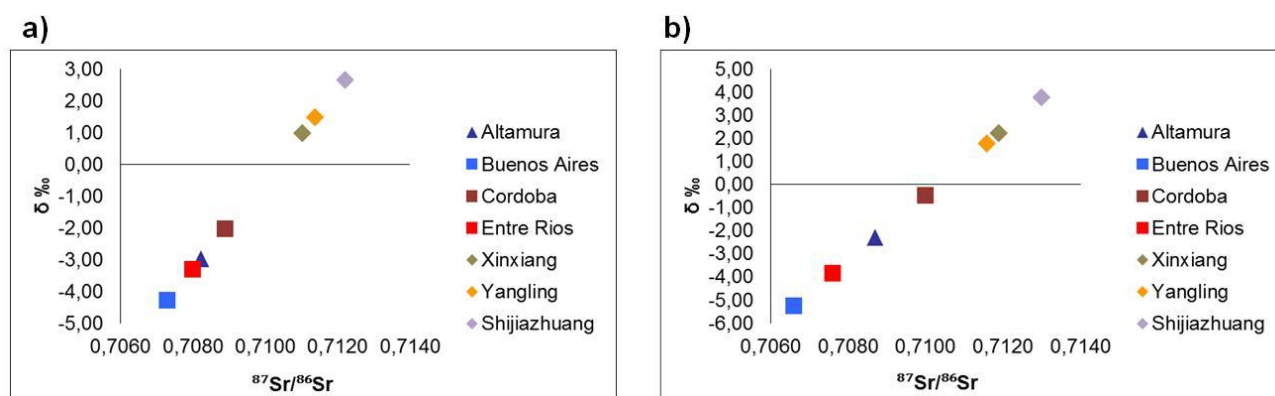 a)
3,00
2,00
1,00
0,00
-1,00
-2,00
-3,00
-4,00
-5,00
δ ‰
0,7060 0,7080 0,7100 0,7120 0,7140
⁸⁷Sr/⁸⁶Sr
Altamura
Buenos Aires
Cordoba
Entre Rios
Xinxiang
Yangling
Shijiazhuang
b)
5,00
4,00
3,00
2,00
1,00
0,00
-1,00
-2,00
-3,00
-4,00
-5,00
-6,00
δ ‰
0,7060 0,7080 0,7100 0,7120 0,7140
⁸⁷Sr/⁸⁶Sr
Altamura
Buenos Aires
Cordoba
Entre Rios
Xinxiang
Yangling
Shijiazhuang